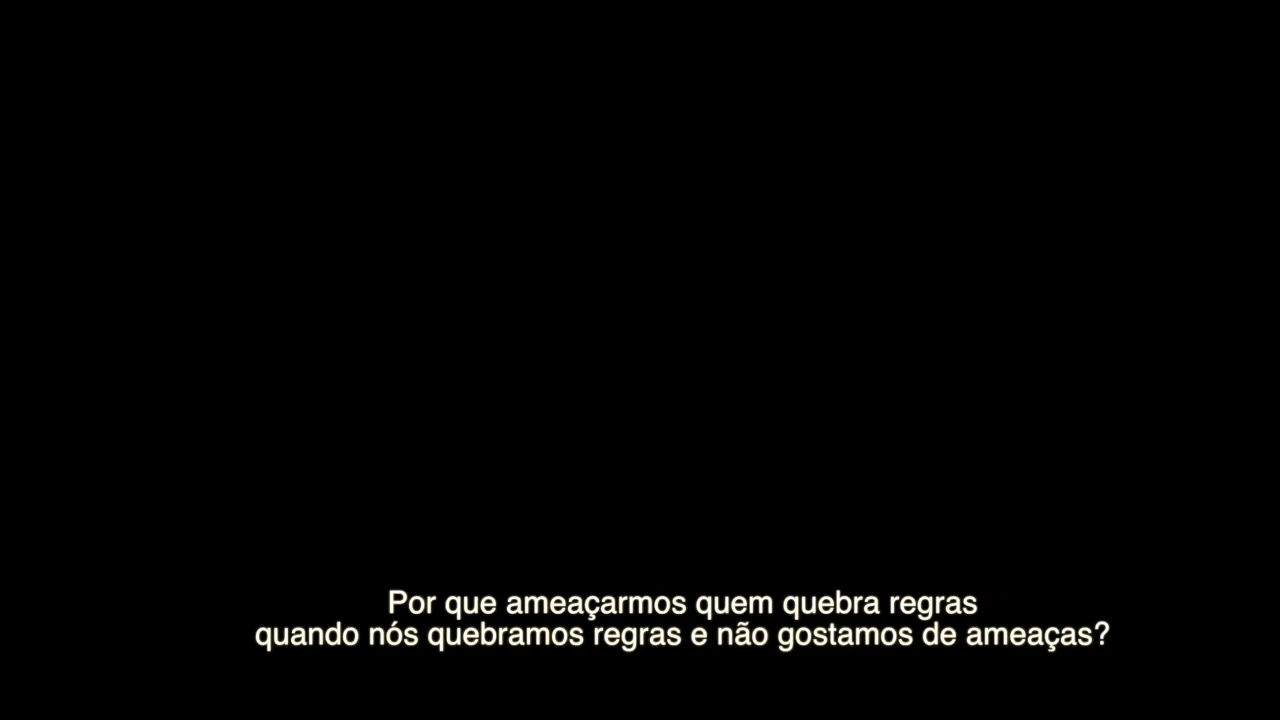 Por que ameaçarmos quem quebra regras
quando nós quebramos regras e não gostamos de ameaças?